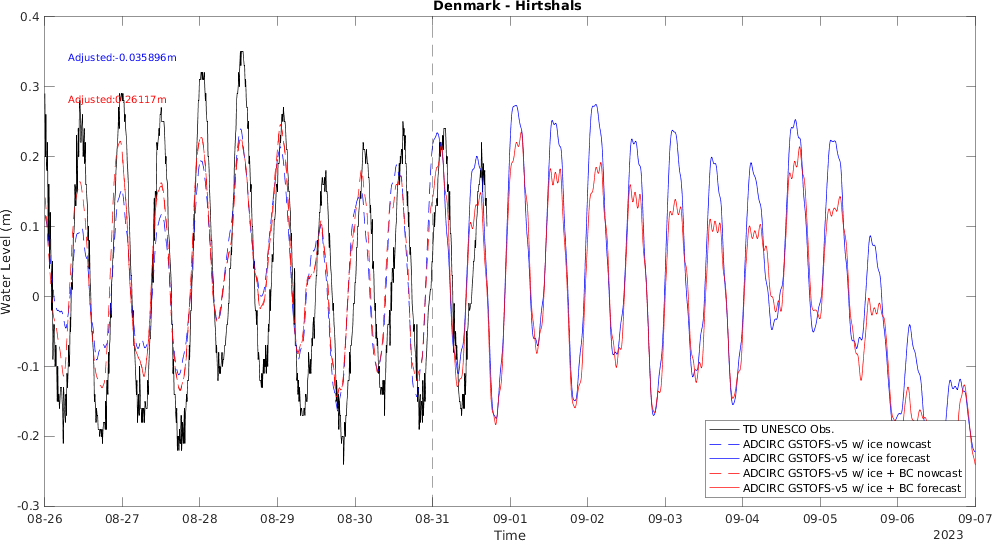 Denmark - Hirtshals
0.4
0.3
0.2
0.1
0
-0.1
-0.2
-0.3
Water Level (m)
Adjusted:-0.035896m
Adjusted:0.26117m
TD UNESCO Obs.
ADCIRC GSTOFS-v5 w/ ice nowcast
ADCIRC GSTOFS-v5 w/ ice forecast
ADCIRC GSTOFS-v5 w/ ice + BC nowcast
ADCIRC GSTOFS-v5 w/ ice + BC forecast
08-26 08-27 08-28 08-29 08-30 08-31 09-01 09-02 09-03 09-04 09-05 09-06 09-07
Time
2023